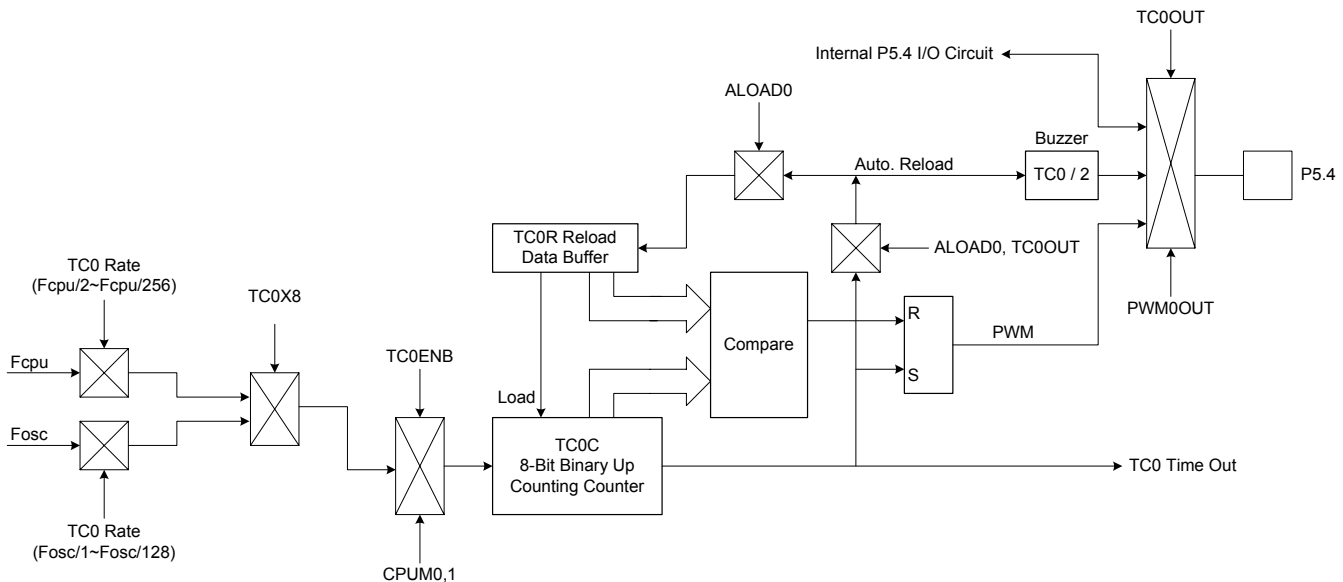 TC0OUT
Internal P5.4 I/O Circuit
ALOAD0
Buzzer
Auto. Reload
TC0 / 2
P5.4
TC0R Reload
Data Buffer
ALOAD0, TC0OUT
TC0 Rate
(Fcpu/2~Fcpu/256)
TC0X8
PWM0OUT
R
PWM
Compare
Fcpu
TC0ENB
S
Load
Fosc
TC0C
8-Bit Binary Up
Counting Counter
TC0 Time Out
TC0 Rate
(Fosc/1~Fosc/128)
CPUM0,1